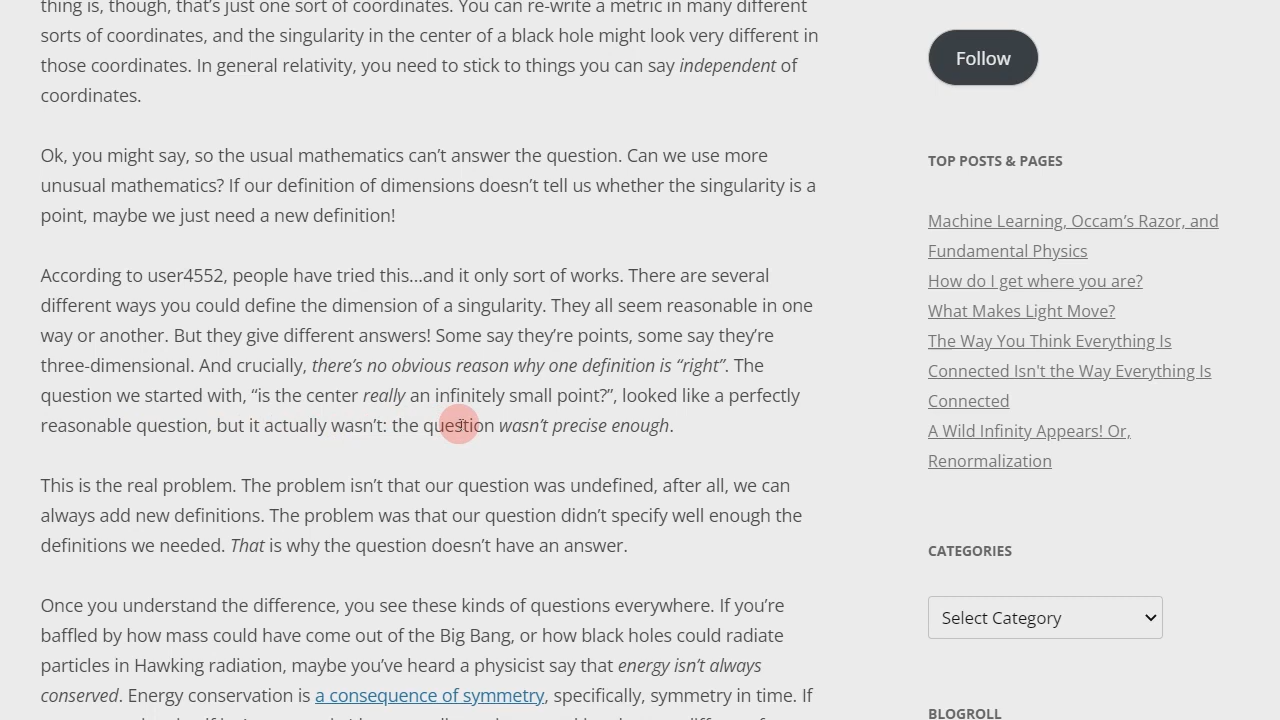 thing is, though, that's just one sort of coordinates. You can re-write a metric in many different
sorts of coordinates, and the singularity in the center of a black hole might look very different in
those coordinates. In general relativity, you need to stick to things you can say independent of
coordinates.
Ok, you might say, so the usual mathematics can't answer the question. Can we use more
unusual mathematics? If our definition of dimensions doesn't tell us whether the singularity is a
point, maybe we just need a new definition!
According to user4552, people have tried this…and it only sort of works. There are several
different ways you could define the dimension of a singularity. They all seem reasonable in one
way or another. But they give different answers! Some say they're points, some say they're
three-dimensional. And crucially, there's no obvious reason why one definition is “right”. The
question we started with, “is the center really an infinitely small point?”, looked like a perfectly
reasonable question, but it actually wasn't: the question wasn't precise enough.
This is the real problem. The problem isn't that our question was undefined, after all, we can
always add new definitions. The problem was that our question didn't specify well enough the
definitions we needed. That is why the question doesn't have an answer.
Once you understand the difference, you see these kinds of questions everywhere. If you're
baffled by how mass could have come out of the Big Bang, or how black holes could radiate
particles in Hawking radiation, maybe you've heard a physicist say that energy isn't always
conserved. Energy conservation is a consequence of symmetry, specifically, symmetry in time. If
Follow
TOP POSTS & PAGES
Machine Learning, Occam's Razor, and
Fundamental Physics
How do I get where you are?
What Makes Light Move?
The Way You Think Everything Is
Connected Isn't the Way Everything Is
Connected
A Wild Infinity Appears! Or,
Renormalization
CATEGORIES
Select Category
BLOGROLL